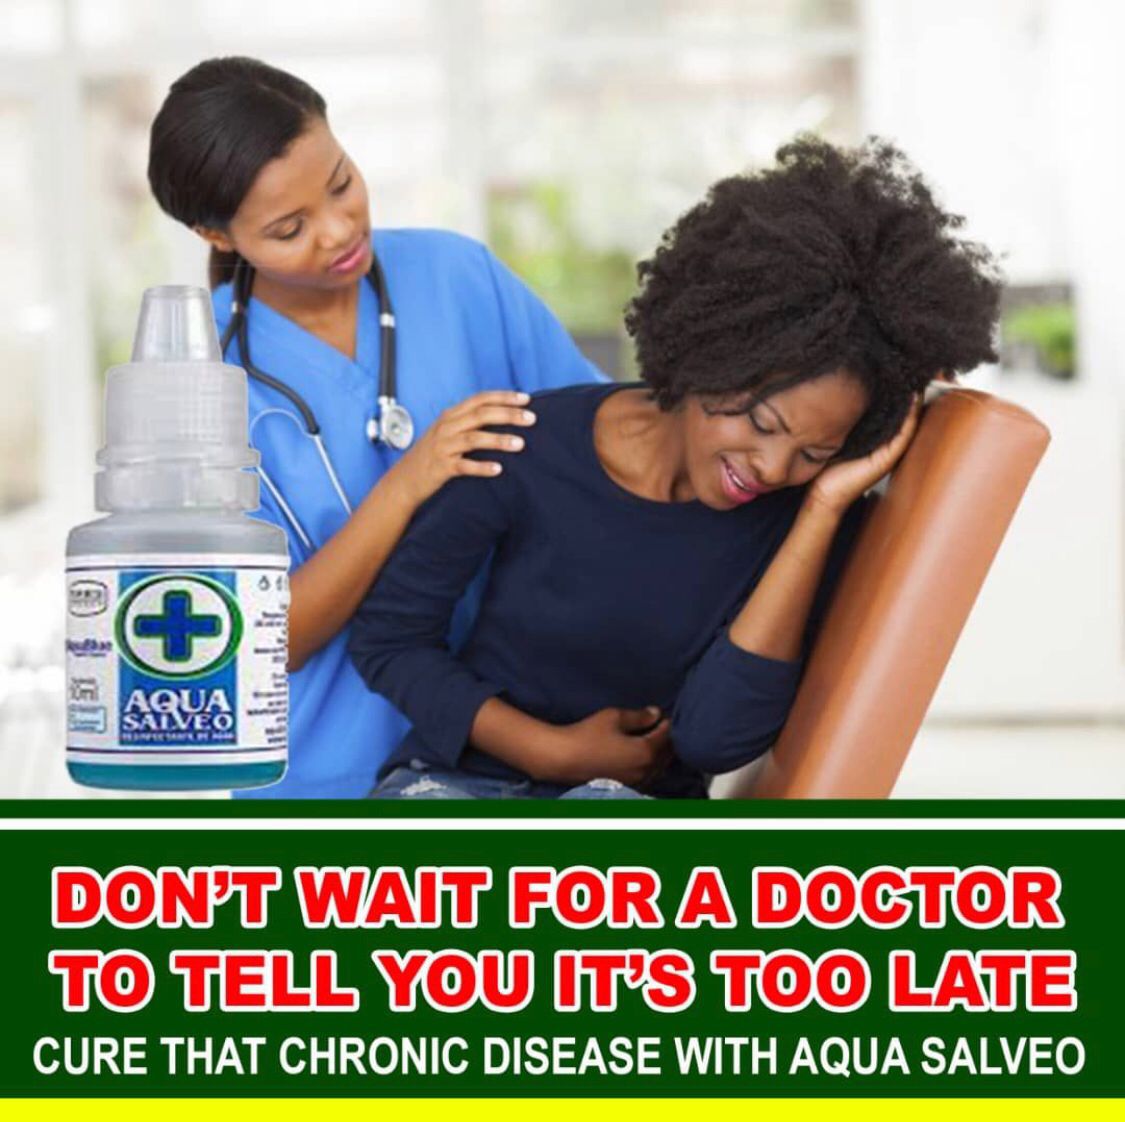 10ml
AQUA
SALVEO
DON'T WAIT FOR A DOCTOR
TO TELL YOU IT'S TOO LATE
CURE THAT CHRONIC DISEASE WITH AQUA SALVEO